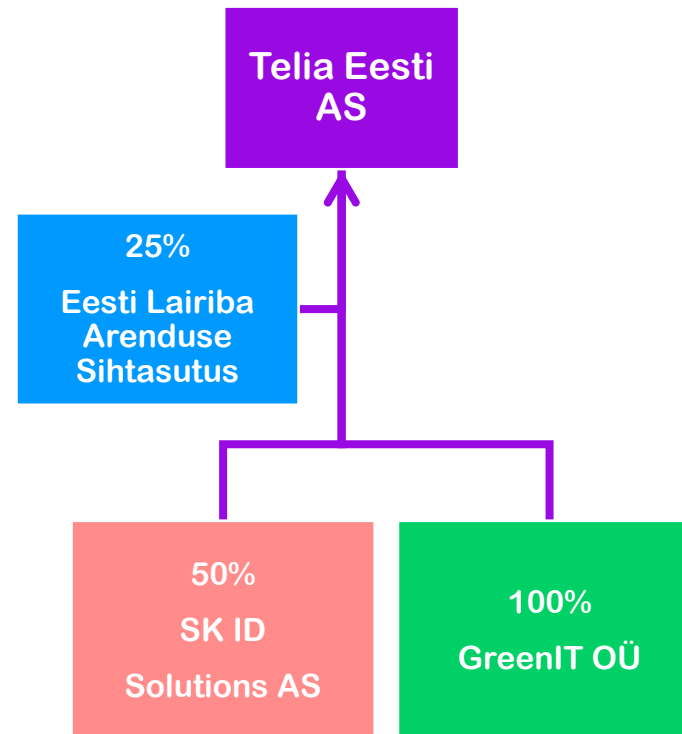 Telia Eesti
AS
25%
Eesti Lairiba
Arenduse
Sihtasutus
50%
SK ID
Solutions AS
100%
GreenIT OÜ